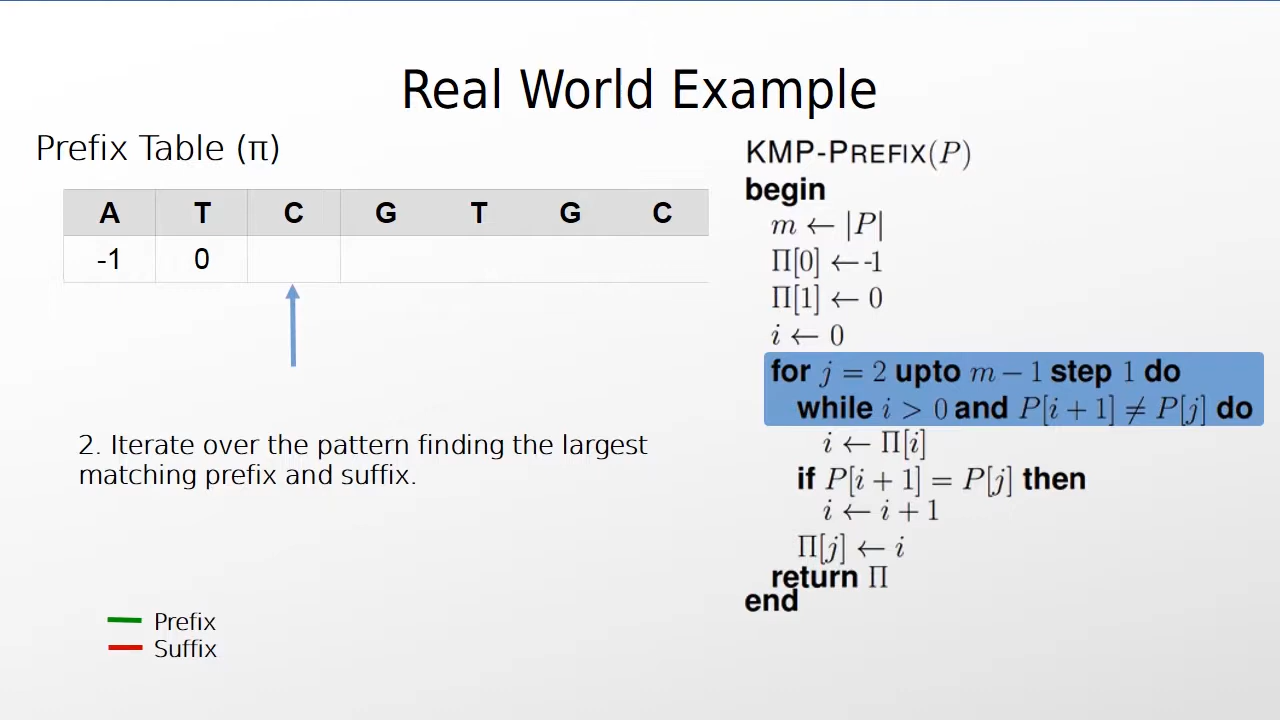 Real World Example
Prefix Table (π)
A T C G T G C
-1 0
2. Iterate over the pattern finding the largest
matching prefix and suffix.
Prefix
Suffix
KMP-PREFIX(P)
begin
m ← |P|
Π[0] ← -1
Π[1] ← 0
i ← 0
for j = 2 upto m − 1 step 1 do
while i > 0 and P[i + 1] ≠ P[j] do
i ← Π[i]
if P[i + 1] = P[j] then
i ← i + 1
Π[j] ← i
return Π
end